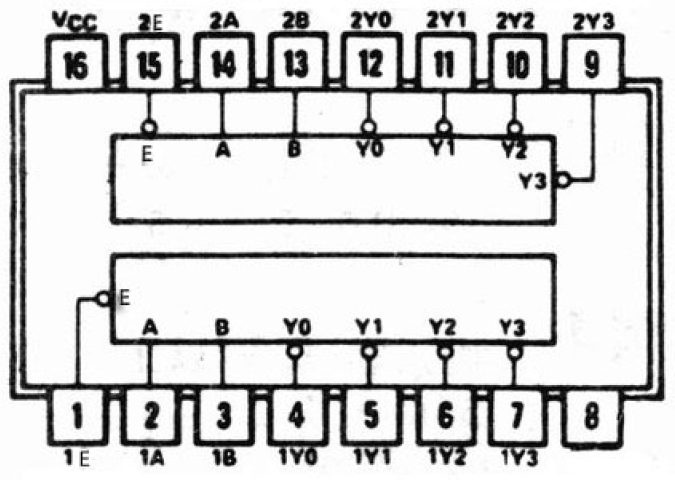 VCC 2E 2A 2B 2Y0 2Y1 2Y2 2Y3
16 15 14 13 12 11 10 9
E A B Y0 Y1 Y2
Y3
E
A B Y0 Y1 Y2 Y3
1 2 3 4 5 6 7 8
1E 1A 1B 1Y0 1Y1 1Y2 1Y3